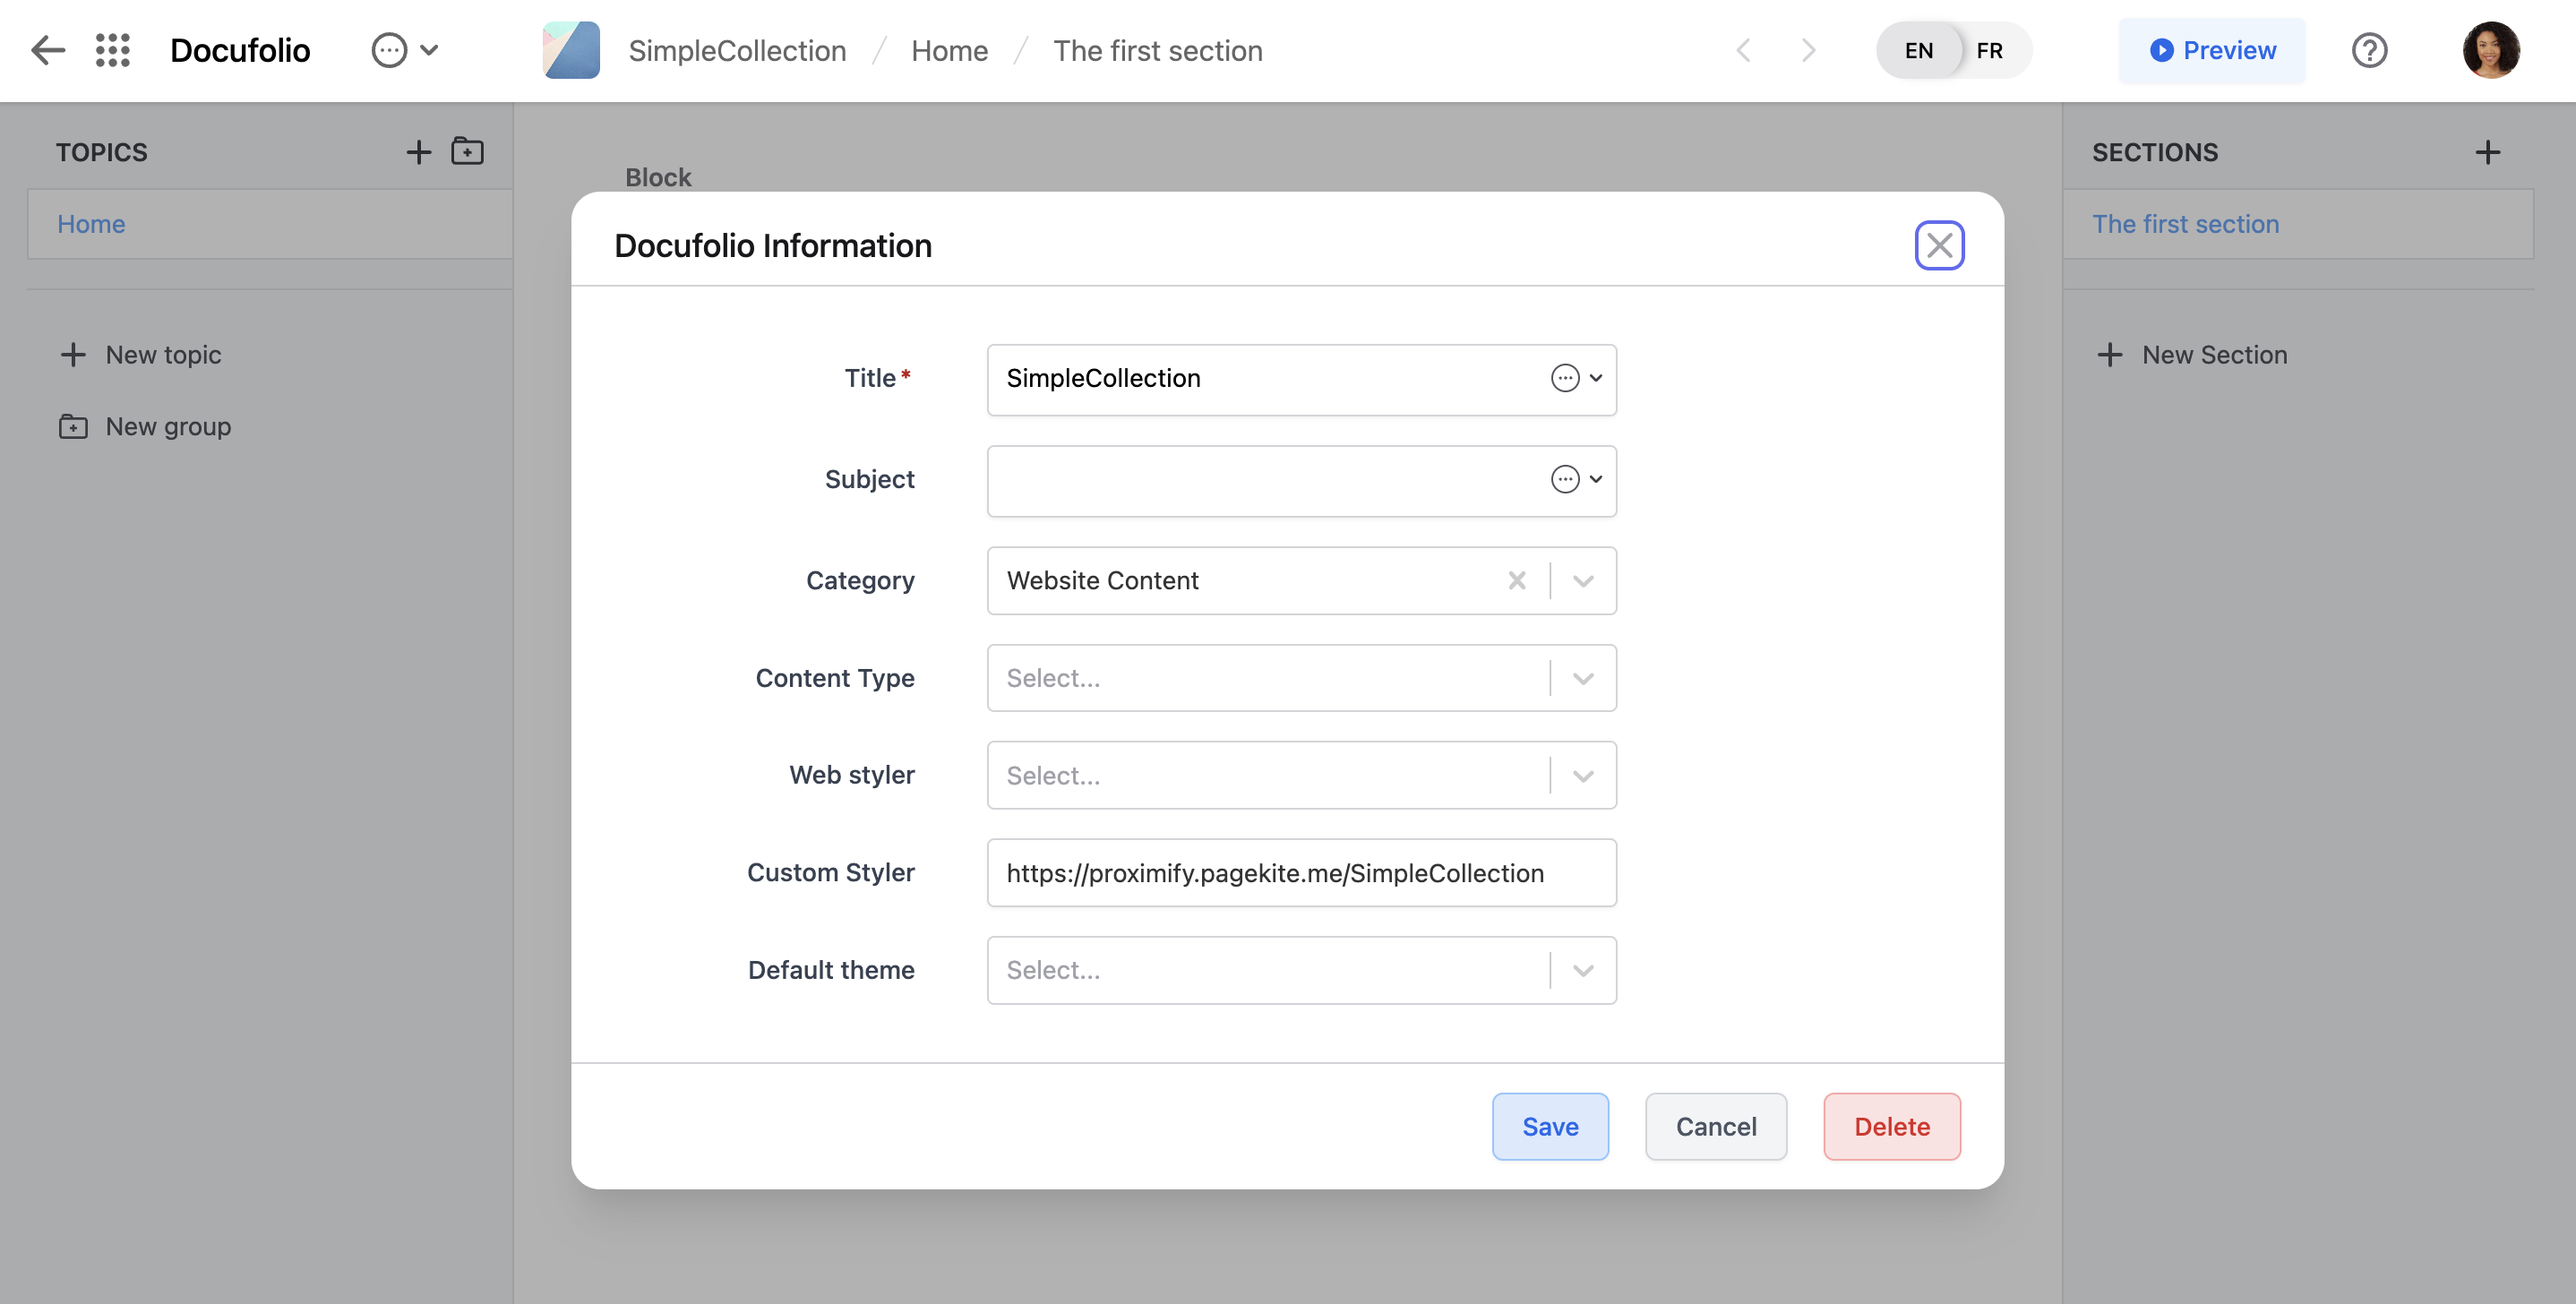 Docufolio
SimpleCollection / Home / The first section
EN FR
Preview
TOPICS
Home
New topic
New group
Block
SECTIONS
The first section
New Section
Docufolio Information
Title* SimpleCollection
Subject
Category Website Content
Content Type Select...
Web styler Select...
Custom Styler https://proximify.pagekite.me/SimpleCollection
Default theme Select...
Save Cancel Delete